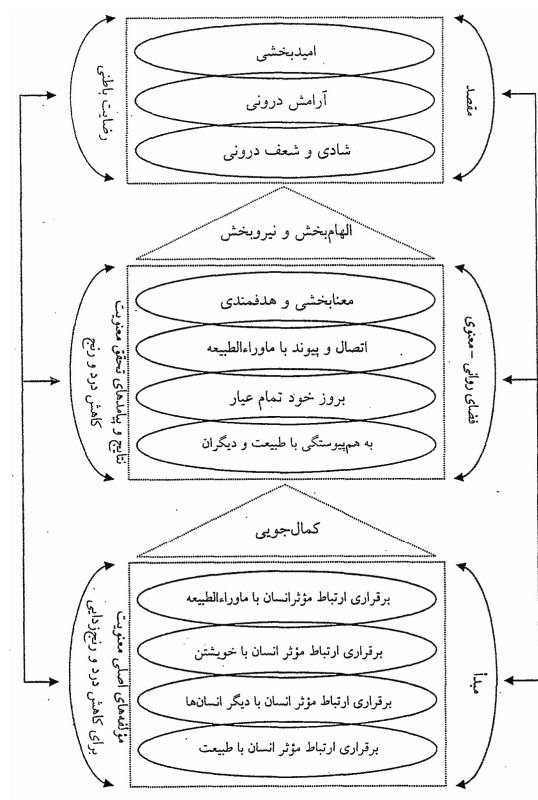 مقصد
امیدبخشی
آرامش درونی
شادی و شعف درونی
رضایت باطنی
الهام‌بخش و نیروبخش
فضای روانی - معنوی
معنابخشی و هدفمندی
اتصال و پیوند با ماوراءالطبیعه
بروز خود تمام عیار
به هم‌پیوستگی با طبیعت و دیگران
نتایج و پیامدهای تحقق معنویت
کاهش درد و رنج
کمال‌جویی
مبدأ
برقراری ارتباط مؤثرانسان با ماوراءالطبیعه
برقراری ارتباط مؤثر انسان با خویشتن
برقراری ارتباط مؤثر انسان با دیگر انسان‌ها
برقراری ارتباط مؤثر انسان با طبیعت
مؤلفه‌های اصلی معنویت
برای کاهش درد و رنج‌زدایی